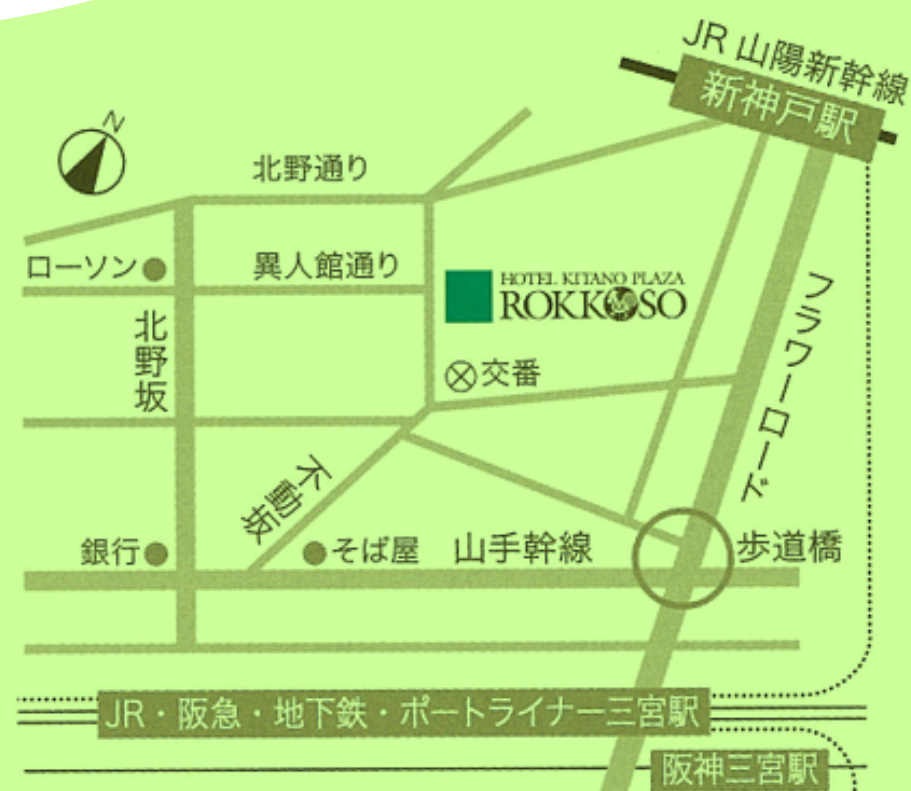 JR 山陽新幹線
新神戸駅
N
北野通り
ローソン
異人館通り
HOTEL KITANO PLAZA
ROKKOSO
北野坂
交番
フラワーロード
不動坂
銀行
そば屋
山手幹線
歩道橋
JR・阪急・地下鉄・ポートライナー三宮駅
阪神三宮駅